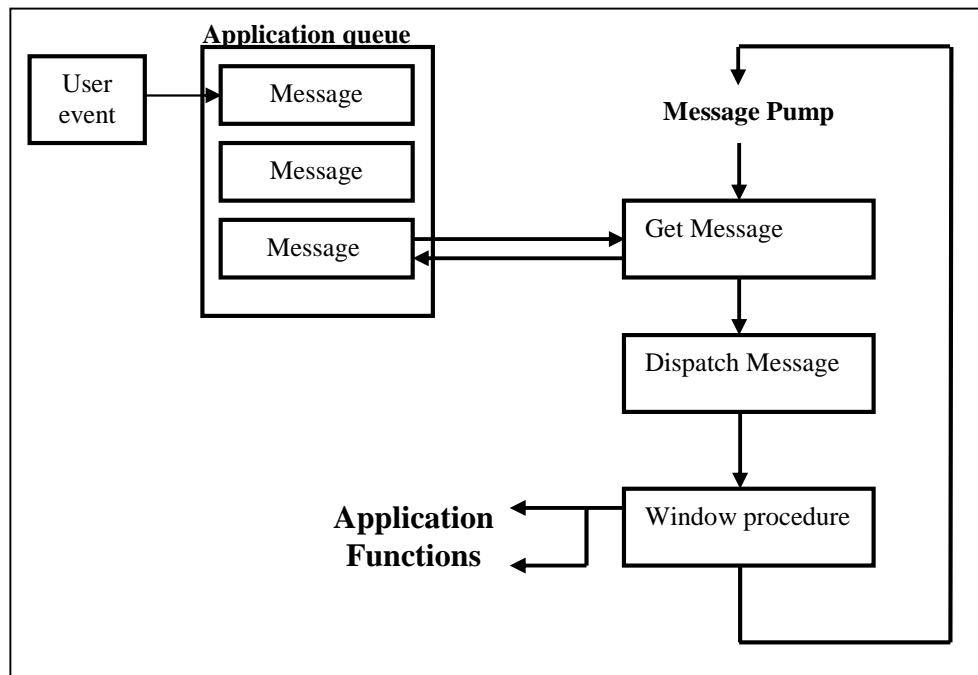 Application queue
User
event
Message
Message
Message
Message Pump
Get Message
Dispatch Message
Window procedure
Application
Functions